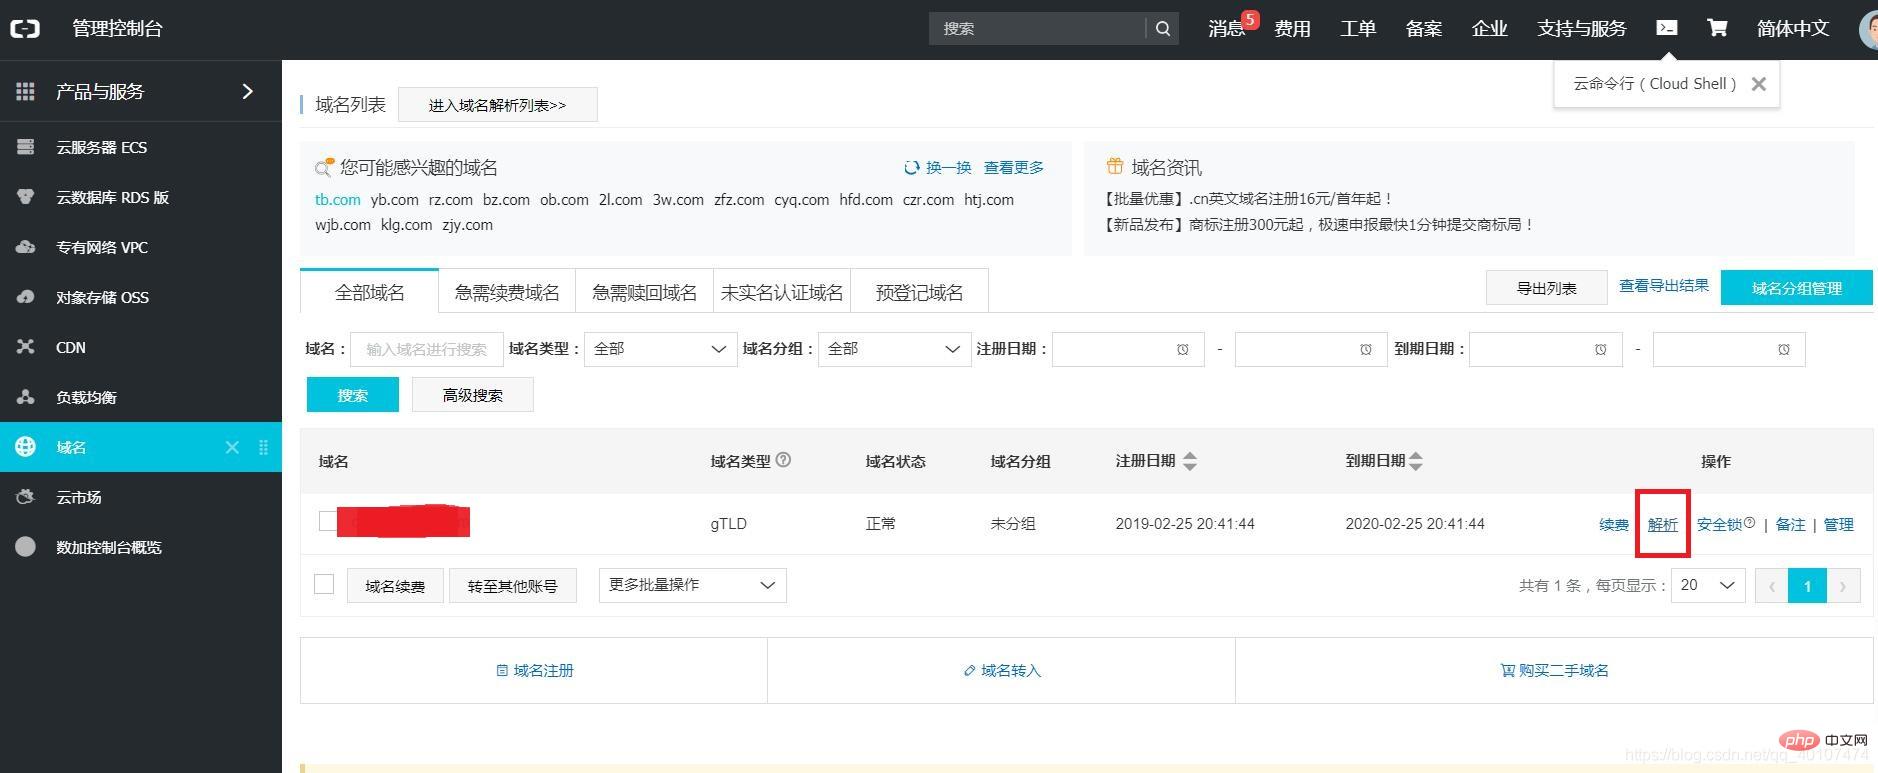 管理控制台
搜索
消息 5 费用 工单 备案 企业 支持与服务 简体中文
云命令行 ( Cloud Shell )
产品与服务
云服务器 ECS
云数据库 RDS 版
专有网络 VPC
对象存储 OSS
CDN
负载均衡
域名
云市场
数加控制台概览
域名列表 进入域名解析列表>>
您可能感兴趣的域名 换一换 查看更多
tb.com yb.com rz.com bz.com ob.com 2l.com 3w.com zfz.com cyq.com hfd.com czr.com htj.com
wjb.com klg.com zjy.com
域名资讯
【批量优惠】.cn英文域名注册16元/首年起！
【新品发布】商标注册300元起，极速申报最快1分钟提交商标局！
全部域名 急需续费域名 急需赎回域名 未实名认证域名 预登记域名
导出列表 查看导出结果 域名分组管理
域名： 输入域名进行搜索 域名类型： 全部 域名分组： 全部 注册日期： - 到期日期： -
搜索 高级搜索
域名 域名类型 域名状态 域名分组 注册日期 到期日期 操作
gTLD 正常 未分组 2019-02-25 20:41:44 2020-02-25 20:41:44 续费 解析 安全锁 | 备注 | 管理
域名续费 转至其他账号 更多批量操作 共有 1 条，每页显示： 20 ‹ 1 ›
域名注册 域名转入 购买二手域名
php 中文网
https://blog.csdn.net/qq_40107474